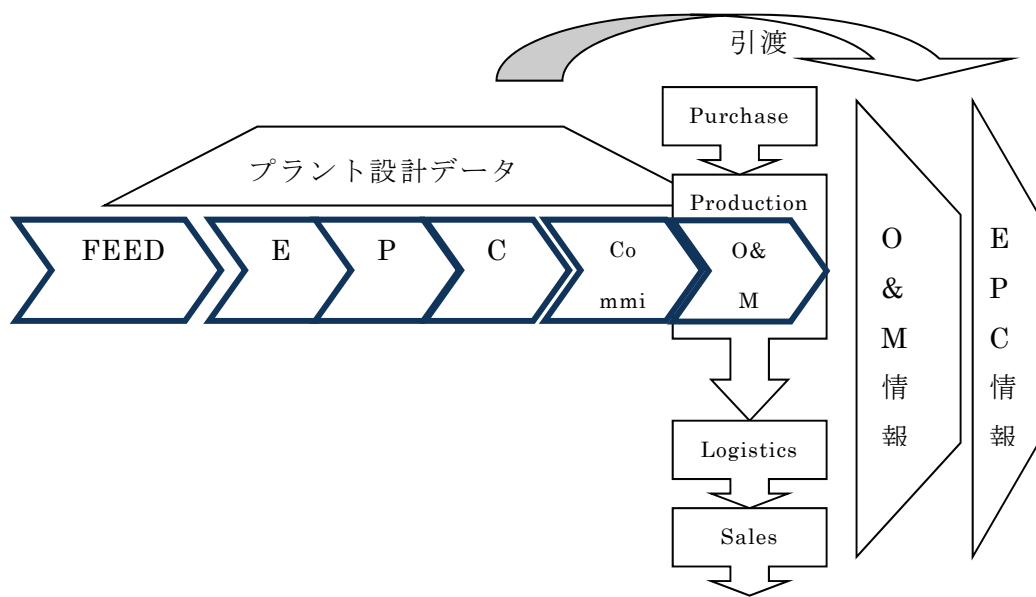 引渡
Purchase
プラント設計データ
Production
FEED
E
P
C
Co
mmi
O&
M
Logistics
Sales
O
&
M
情
報
E
P
C
情
報